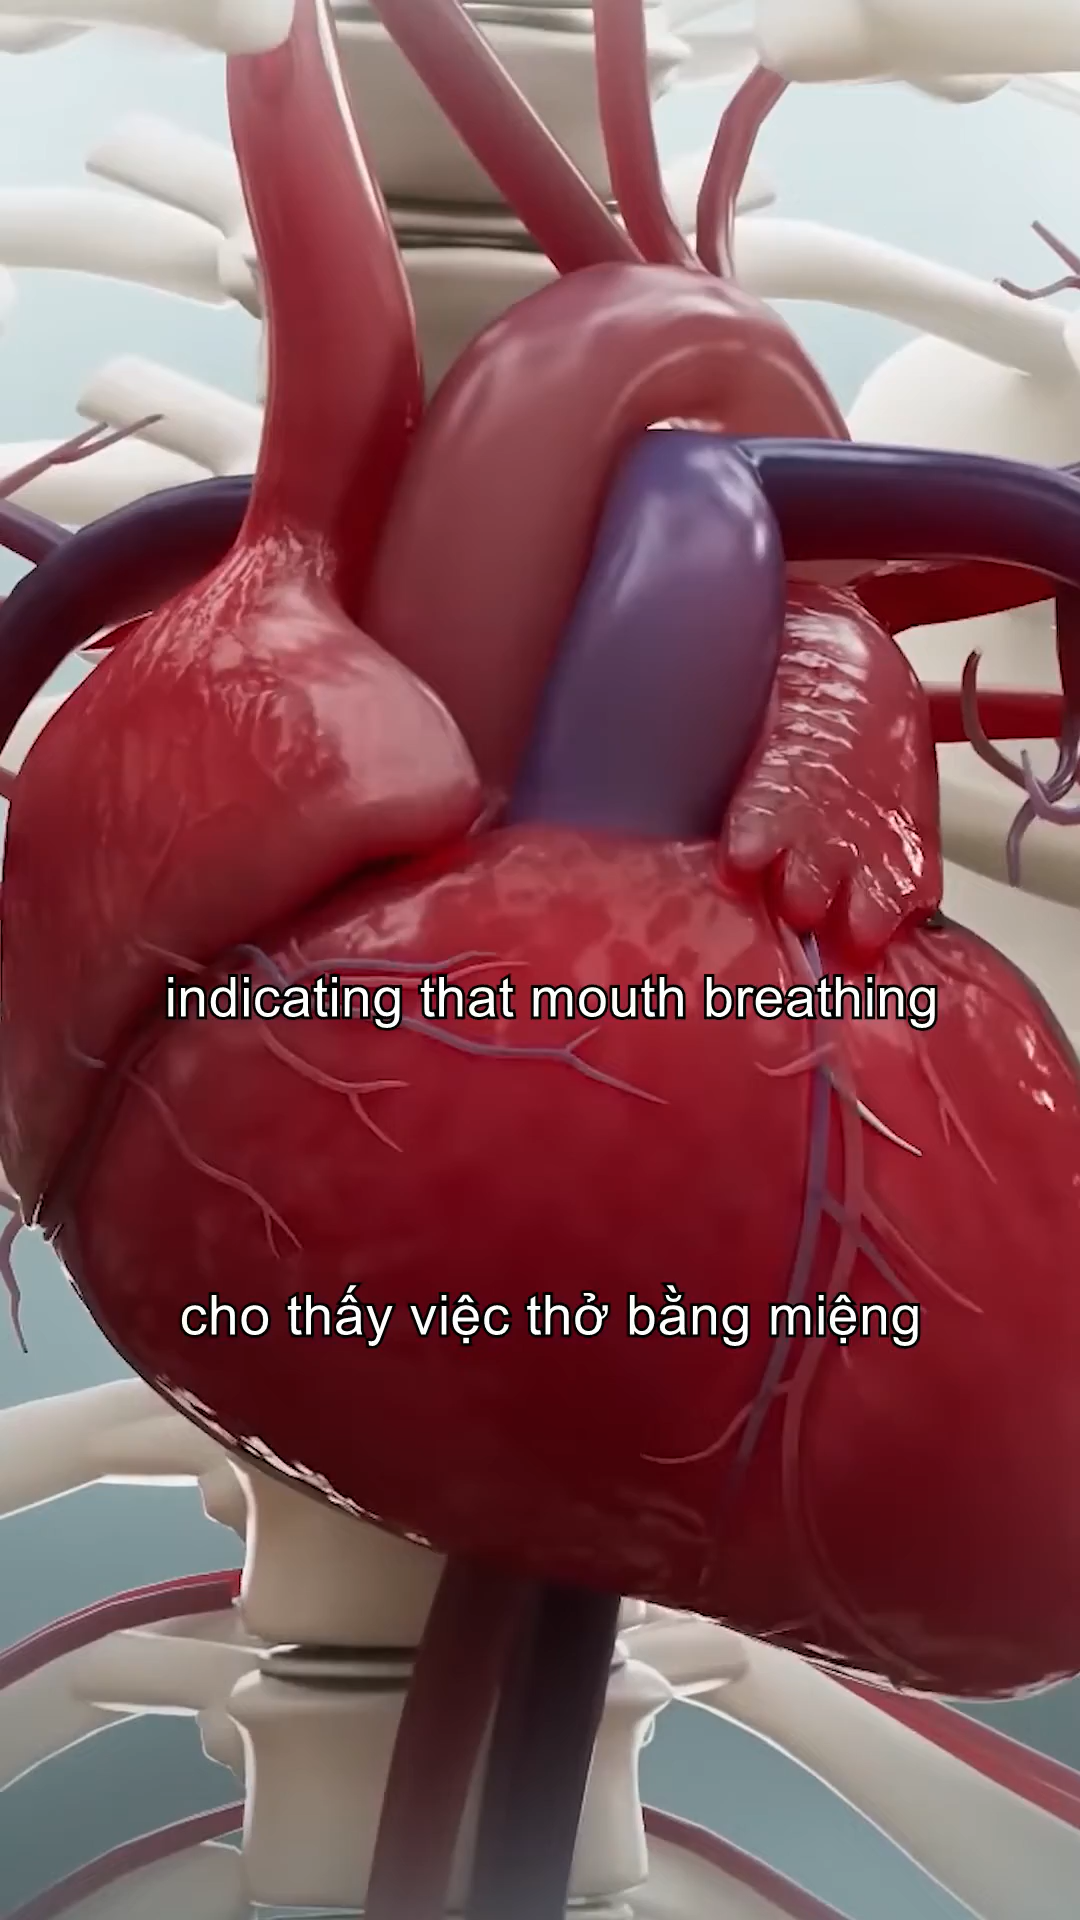 indicating that mouth breathing
cho thấy việc thở bằng miệng